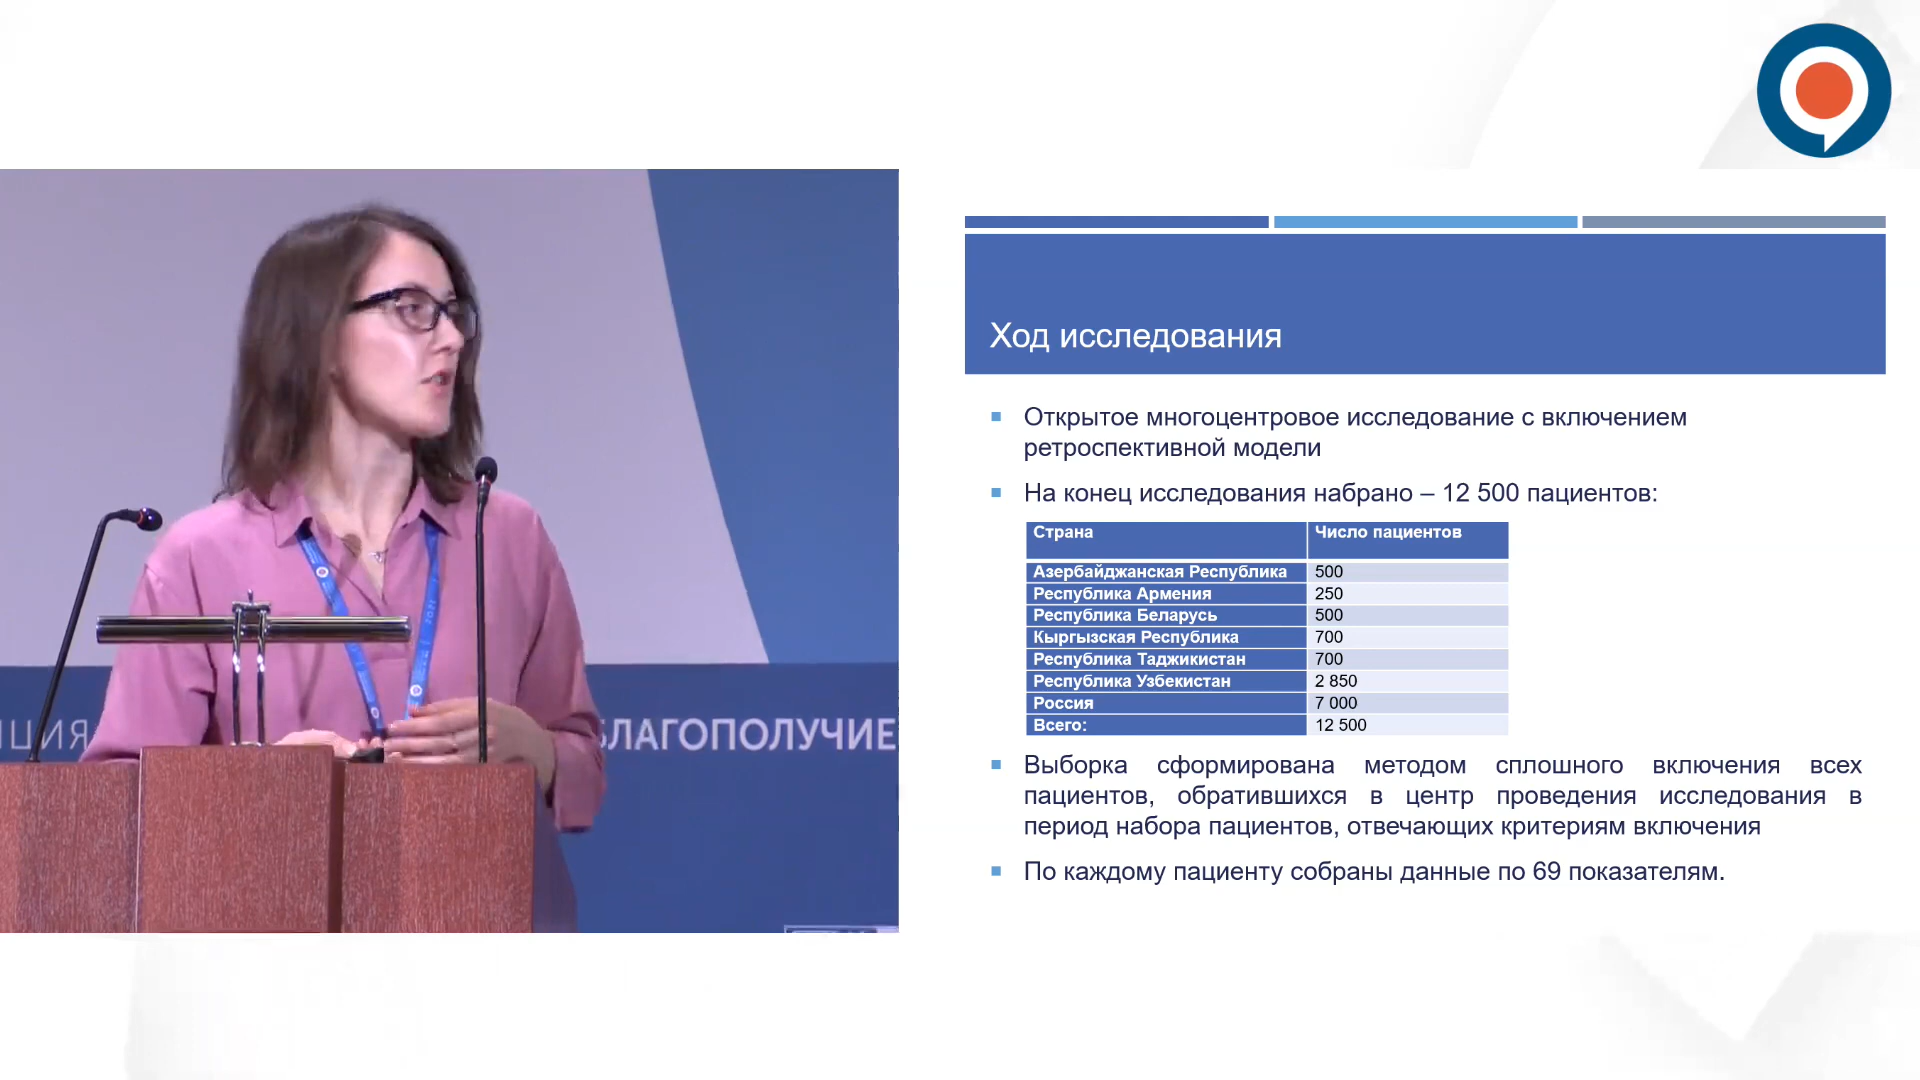 ЦИЯ
БЛАГОПОЛУЧИЕ
2021
Ход исследования
Открытое многоцентровое исследование с включением
ретроспективной модели
На конец исследования набрано – 12 500 пациентов:
Страна Число пациентов
Азербайджанская Республика 500
Республика Армения 250
Республика Беларусь 500
Кыргызская Республика 700
Республика Таджикистан 700
Республика Узбекистан 2 850
Россия 7 000
Всего: 12 500
Выборка сформирована методом сплошного включения всех
пациентов, обратившихся в центр проведения исследования в
период набора пациентов, отвечающих критериям включения
По каждому пациенту собраны данные по 69 показателям.